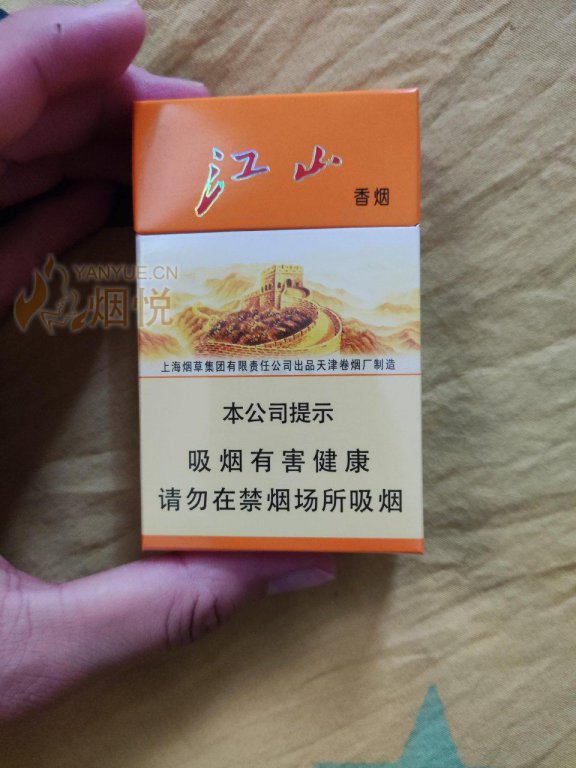 江山
香烟
YANYUE.CN
烟悦
上海烟草集团有限责任公司出品天津卷烟厂制造
本公司提示
吸烟有害健康
请勿在禁烟场所吸烟